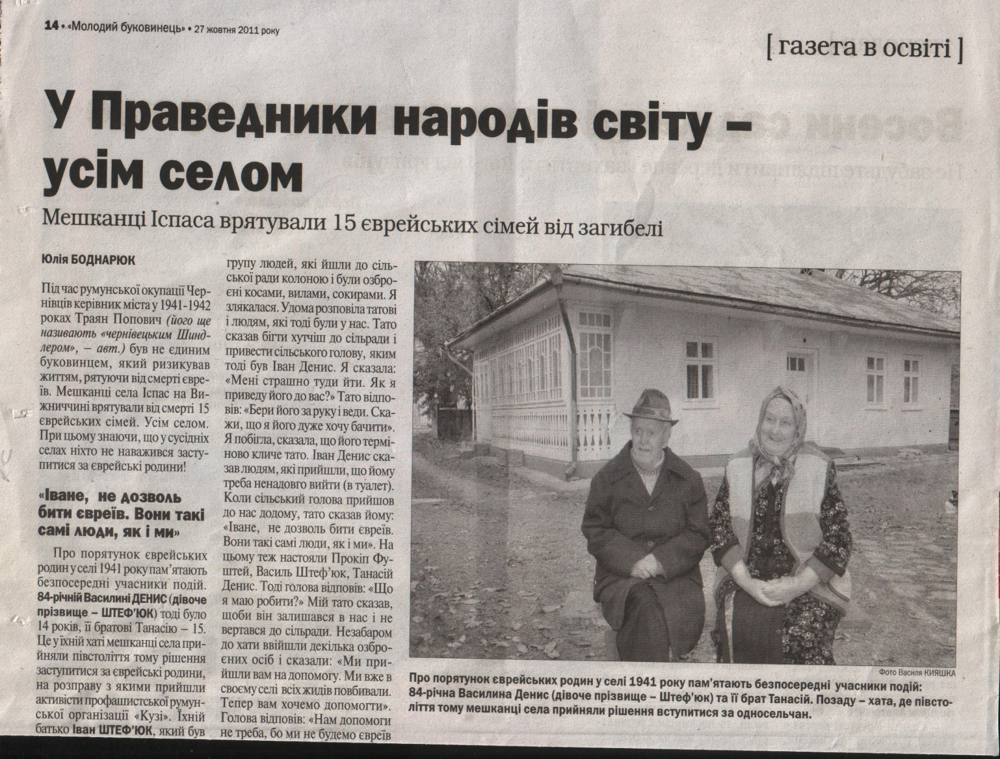 14 • «Молодий буковинець» • 27 жовтня 2011 року
[ газета в освіті ]
У Праведники народів світу –
усім селом
Мешканці Іспаса врятували 15 єврейських сімей від загибелі
Юлія БОДНАРЮК
Під час румунської окупації Чер-
нівців керівник міста у 1941-1942
роках Траян Попович (його ще
називають «чернівецьким Шинд-
лером», – авт.) був не єдиним
буковинцем, який ризикував
життям, рятуючи від смерті євре-
їв. Мешканці села Іспас на Ви-
жниччині врятували від смерті 15
єврейських сімей. Усім селом.
При цьому знаючи, що у сусідніх
селах ніхто не наважився засту-
питися за єврейські родини!
«Іване, не дозволь
бити євреїв. Вони такі
самі люди, як і ми»
Про порятунок єврейських
родин у селі 1941 року пам’ятають
безпосередні учасники подій.
84-річній Василині ДЕНИС (дівоче
прізвище – ШТЕФ’ЮК) тоді було
14 років, її братові Танасію – 15.
Це у їхній хаті мешканці села при-
йняли півстоліття тому рішення
заступитися за єврейські родини,
на розправу з якими прийшли
активісти профашистської румун-
ської організації «Кузі». Їхній
батько Іван ШТЕФ’ЮК, який був
групу людей, які йшли до сіль-
ської ради колоною і були озбро-
єні косами, вилами, сокирами. Я
злякалася. Удома розповіла татові
і людям, які тоді були у нас. Тато
сказав бігти хутчіш до сільради і
привести сільського голову, яким
тоді був Іван Денис. Я сказала:
«Мені страшно туди йти. Як я
приведу його до вас?» Тато відпо-
вів: «Бери його за руку і веди. Ска-
жи, що я його дуже хочу бачити».
Я побігла, сказала, що його термі-
ново кличе тато. Іван Денис ска-
зав людям, які прийшли, що йому
треба ненадовго вийти (в туалет).
Коли сільський голова прийшов
до нас додому, тато сказав йому:
«Іване, не дозволь бити євреїв.
Вони такі самі люди, як і ми». На
цьому теж настояли Прокіп Фу-
штей, Василь Штеф’юк, Танасій
Денис. Тоді голова відповів: «Що
я маю робити?» Мій тато сказав,
щоби він залишався в нас і не
вертався до сільради. Незабаром
до хати ввійшли декілька озбро-
єних осіб і сказали: «Ми при-
йшли вам на допомогу. Ми вже в
своєму селі всіх жидів повбивали.
Тепер вам хочемо допомогти».
Голова відповів: «Нам допомоги
не треба, бо ми не будемо євреїв
Фото Василя КИЯШКА
Про порятунок єврейських родин у селі 1941 року пам’ятають безпосередні учасники подій:
84-річна Василина Денис (дівоче прізвище – Штеф’юк) та її брат Танасій. Позаду – хата, де півсто-
ліття тому мешканці села прийняли рішення вступитися за односельчан.